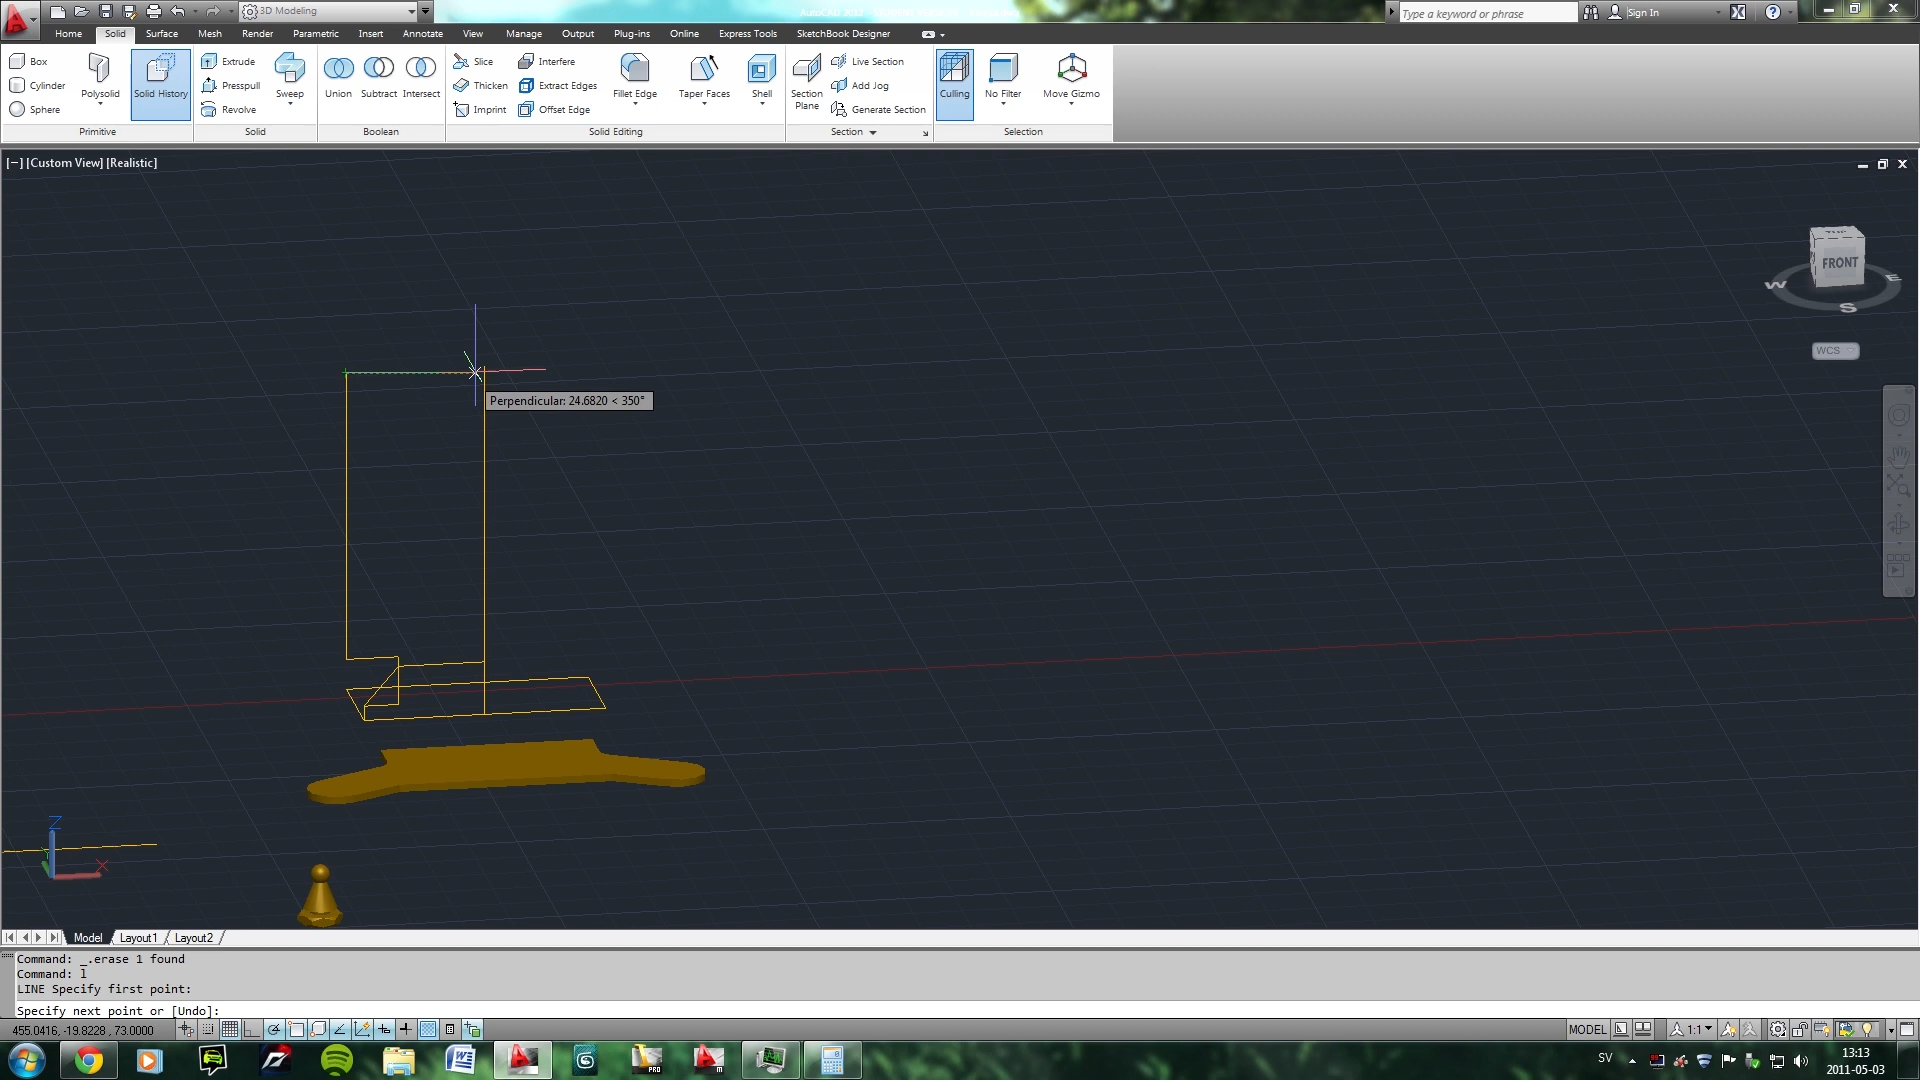 3D Modeling
AutoCAD 2012
Type a keyword or phrase
Sign In
Home Solid Surface Mesh Render Parametric Insert Annotate View Manage Output Plug-ins Online Express Tools SketchBook Designer
Box
Cylinder
Sphere
Polysolid
Solid History
Primitive
Extrude
Presspull
Revolve
Sweep
Solid
Union Subtract Intersect
Boolean
Slice Interfere
Thicken Extract Edges
Imprint Offset Edge
Fillet Edge
Taper Faces
Shell
Solid Editing
Section Plane
Live Section
Add Jog
Generate Section
Section
Culling
No Filter
Move Gizmo
Selection
[−] [Custom View] [Realistic]
TOP
FRONT
W
E
S
WCS
Perpendicular: 24.6820 < 350°
Z
X
Model Layout1 Layout2
Command: _.erase 1 found
Command: l
LINE Specify first point:
Specify next point or [Undo]:
455.0416, -19.8228 , 73.0000
MODEL
1:1
SV
13:13
2011-05-03